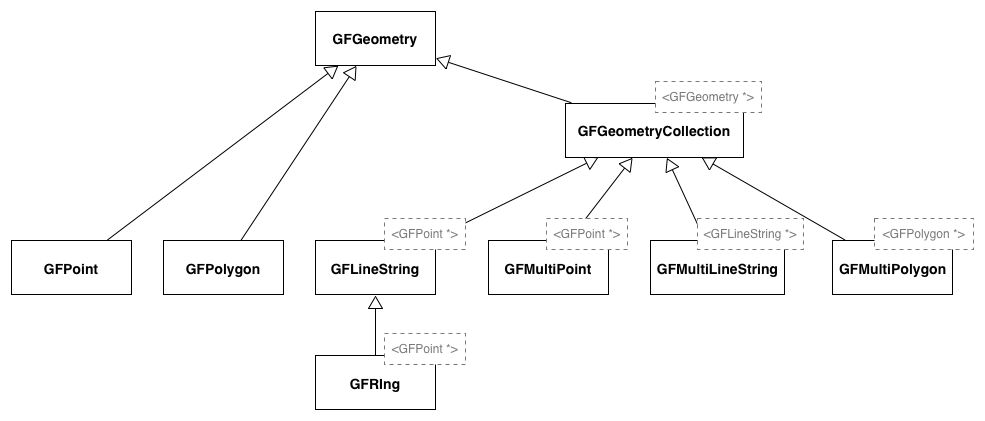 GFGeometry
<GFGeometry *>
GFGeometryCollection
<GFPoint *>
<GFPoint *>
<GFLineString *>
<GFPolygon *>
GFPoint
GFPolygon
GFLineString
GFMultiPoint
GFMultiLineString
GFMultiPolygon
<GFPoint *>
GFRIng